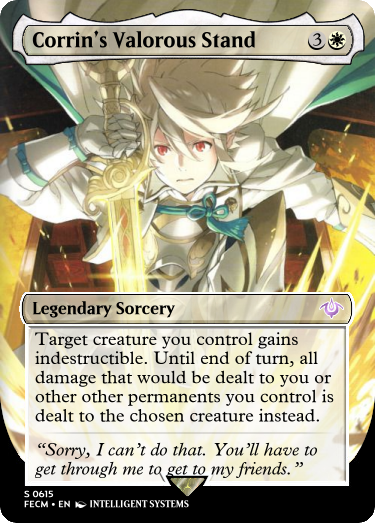 Corrin's Valorous Stand 3
Legendary Sorcery
Target creature you control gains
indestructible. Until end of turn, all
damage that would be dealt to you or
other other permanents you control is
dealt to the chosen creature instead.
“Sorry, I can't do that. You'll have to
get through me to get to my friends.”
S 0615
FECM • EN INTELLIGENT SYSTEMS